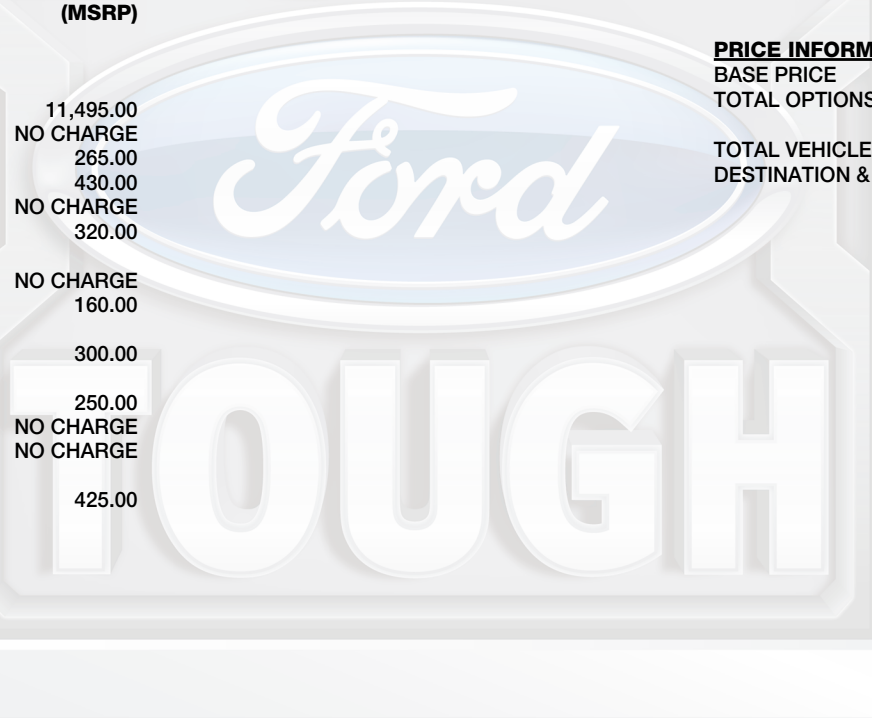 (MSRP)
11,495.00
NO CHARGE
265.00
430.00
NO CHARGE
320.00
NO CHARGE
160.00
300.00
250.00
NO CHARGE
NO CHARGE
425.00
PRICE INFORM
BASE PRICE
TOTAL OPTIONS
TOTAL VEHICLE
DESTINATION &
Ford
TOUGH